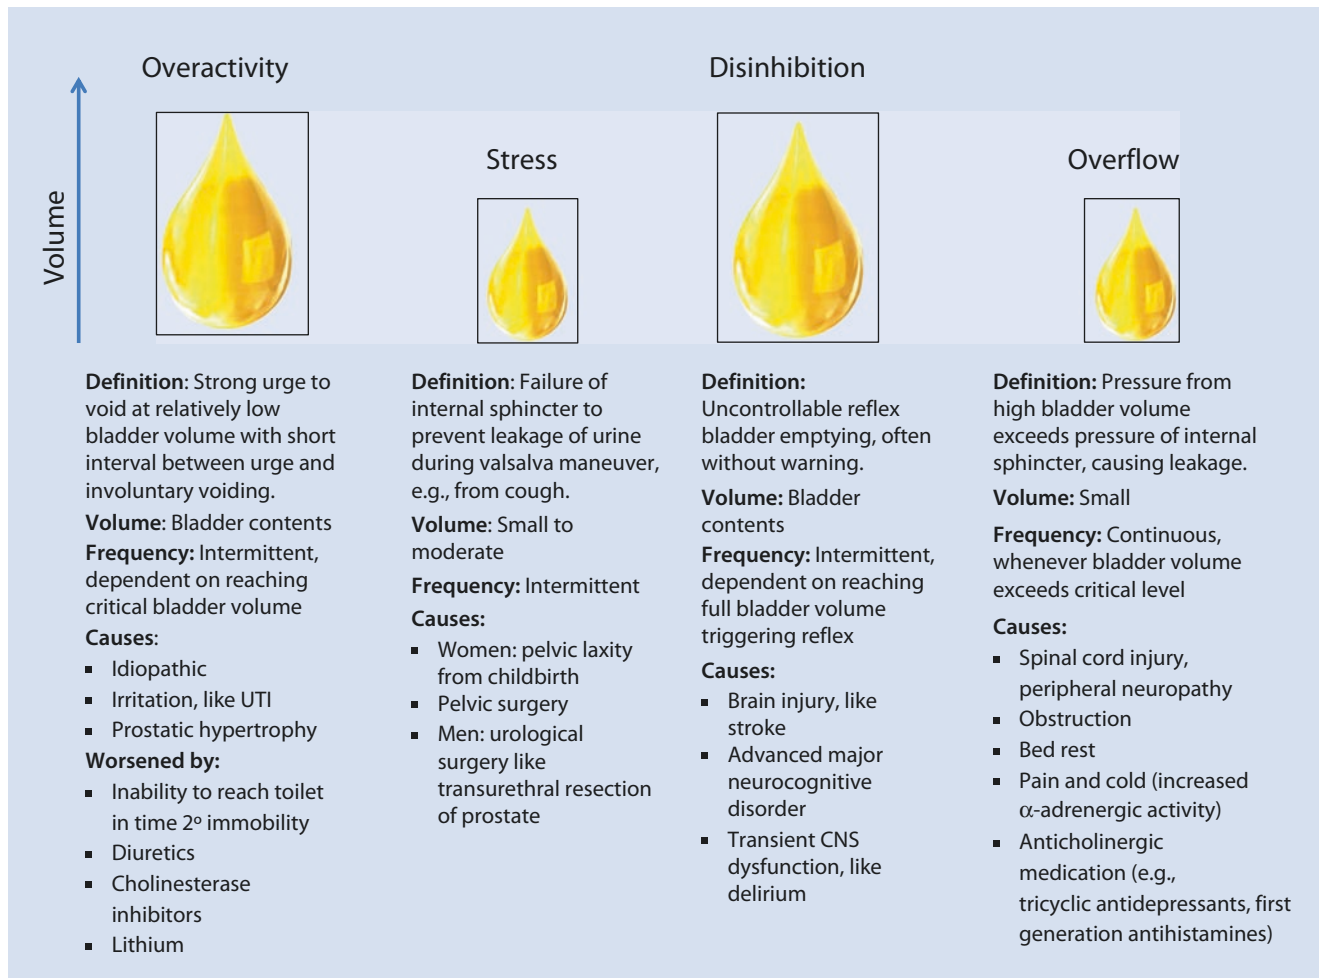 Overactivity
Disinhibition
Stress
Overflow
Volume
Definition: Strong urge to
void at relatively low
bladder volume with short
interval between urge and
involuntary voiding.
Volume: Bladder contents
Frequency: Intermittent,
dependent on reaching
critical bladder volume
Causes:
▪ Idiopathic
▪ Irritation, like UTI
▪ Prostatic hypertrophy
Worsened by:
▪ Inability to reach toilet
in time 2º immobility
▪ Diuretics
▪ Cholinesterase
inhibitors
▪ Lithium
Definition: Failure of
internal sphincter to
prevent leakage of urine
during valsalva maneuver,
e.g., from cough.
Volume: Small to
moderate
Frequency: Intermittent
Causes:
▪ Women: pelvic laxity
from childbirth
▪ Pelvic surgery
▪ Men: urological
surgery like
transurethral resection
of prostate
Definition:
Uncontrollable reflex
bladder emptying, often
without warning.
Volume: Bladder
contents
Frequency: Intermittent,
dependent on reaching
full bladder volume
triggering reflex
Causes:
▪ Brain injury, like
stroke
▪ Advanced major
neurocognitive
disorder
▪ Transient CNS
dysfunction, like
delirium
Definition: Pressure from
high bladder volume
exceeds pressure of internal
sphincter, causing leakage.
Volume: Small
Frequency: Continuous,
whenever bladder volume
exceeds critical level
Causes:
▪ Spinal cord injury,
peripheral neuropathy
▪ Obstruction
▪ Bed rest
▪ Pain and cold (increased
α-adrenergic activity)
▪ Anticholinergic
medication (e.g.,
tricyclic antidepressants, first
generation antihistamines)